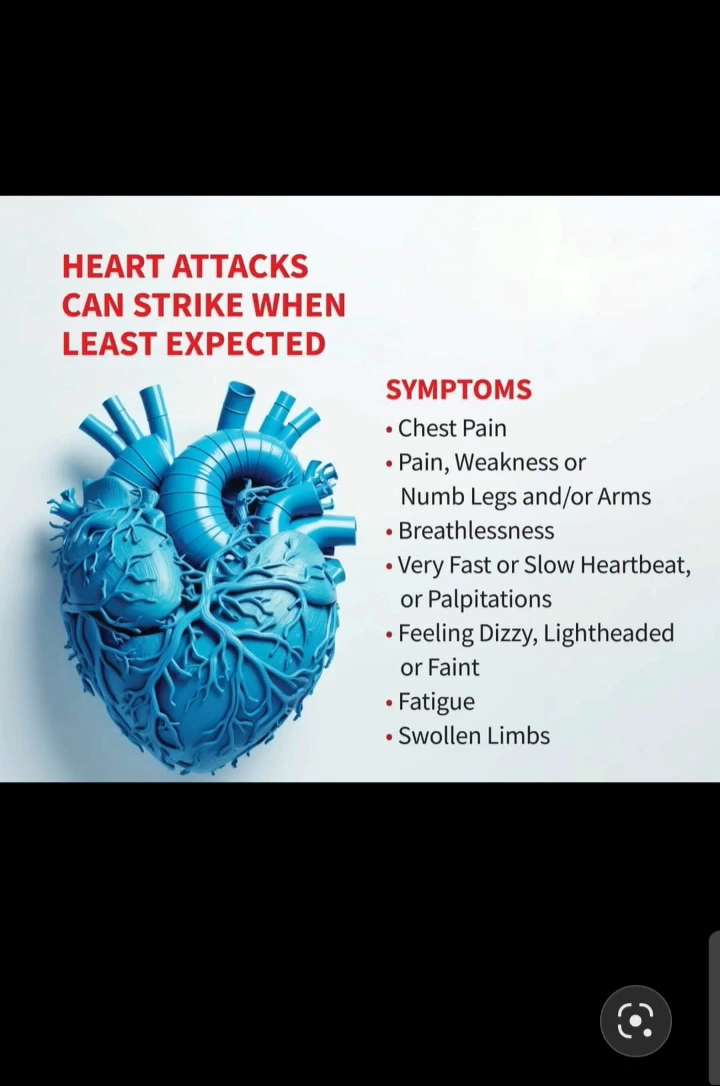 HEART ATTACKS
CAN STRIKE WHEN
LEAST EXPECTED
SYMPTOMS
• Chest Pain
• Pain, Weakness or
Numb Legs and/or Arms
• Breathlessness
• Very Fast or Slow Heartbeat,
or Palpitations
• Feeling Dizzy, Lightheaded
or Faint
• Fatigue
• Swollen Limbs